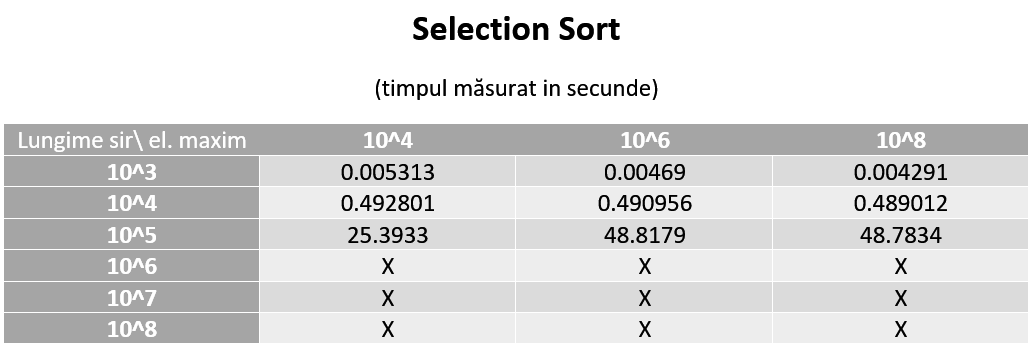 Selection Sort
(timpul măsurat in secunde)
Lungime sir\ el. maxim 10^4 10^6 10^8
10^3 0.005313 0.00469 0.004291
10^4 0.492801 0.490956 0.489012
10^5 25.3933 48.8179 48.7834
10^6 X X X
10^7 X X X
10^8 X X X